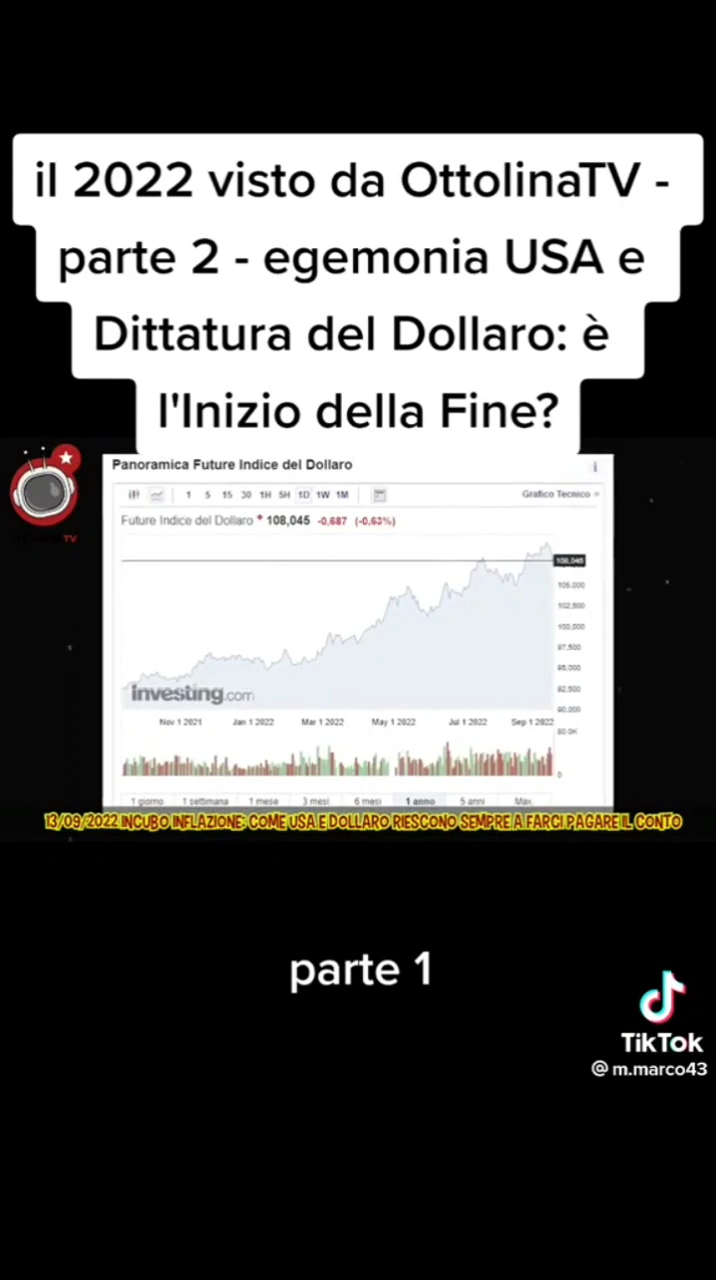 il 2022 visto da OttolinaTV -
parte 2 - egemonia USA e
Dittatura del Dollaro: è
l'Inizio della Fine?
TV
Panoramica Future Indice del Dollaro
i
1 5 15 30 1H 5H 1D 1W 1M
Grafico Tecnico »
Future Indice del Dollaro 108,045 -0,687 (-0,63%)
108,045
105,000
102,500
100,000
97,500
95,000
92,500
90,000
investing.com
Nov 1 2021 Jan 1 2022 Mar 1 2022 May 1 2022 Jul 1 2022 Sep 1 2022
80.0K
0
1 giorno 1 settimana 1 mese 3 mesi 6 mesi 1 anno 5 anni Max.
13/09/2022 INCUBO INFLAZIONE: COME USA E DOLLARO RIESCONO SEMPRE A FARCI PAGARE IL CONTO
parte 1
TikTok
@m.marco43